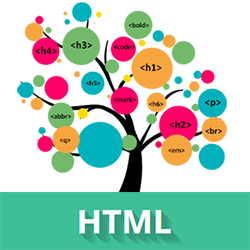 <bold>
<h3>
<code>
<h4>
<h1>
<h5>
<mark>
<h6>
<p>
<abbr>
<h2>
<br>
<q>
<em>
HTML